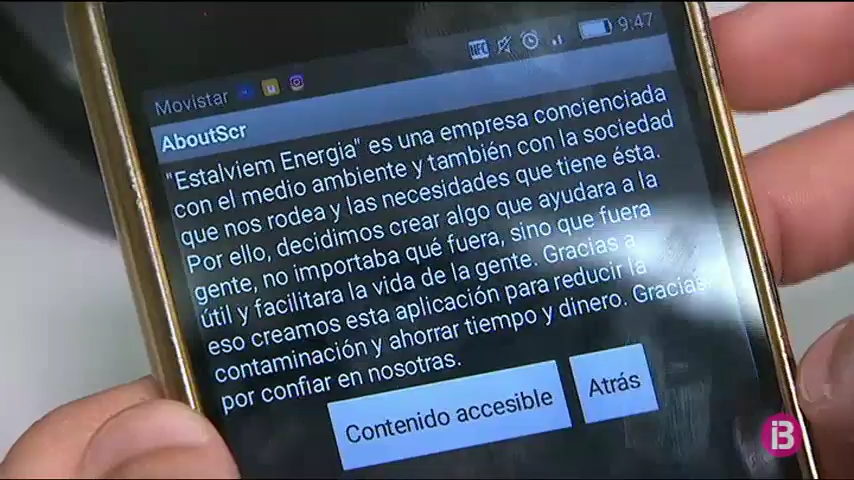 NFC 9:47
Movistar µ
AboutScr
"Estalviem Energia" es una empresa concienciada
con el medio ambiente y también con la sociedad
que nos rodea y las necesidades que tiene ésta.
Por ello, decidimos crear algo que ayudara a la
gente, no importaba qué fuera, sino que fuera
útil y facilitara la vida de la gente. Gracias a
eso creamos esta aplicación para reducir la
contaminación y ahorrar tiempo y dinero. Gracias
por confiar en nosotras.
Contenido accesible
Atrás
iB